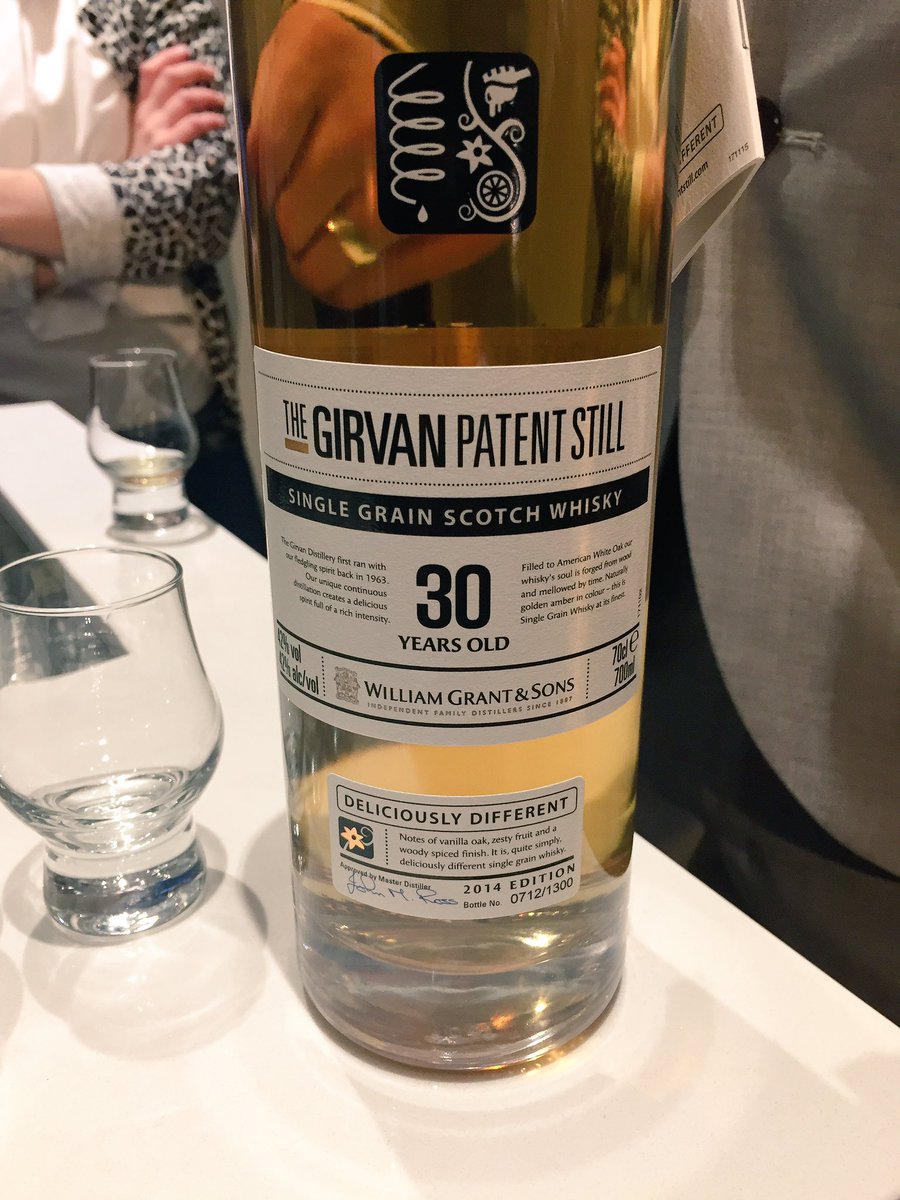 FFERENT
ntstill.com
171115
THE GIRVAN PATENT STILL
SINGLE GRAIN SCOTCH WHISKY
The Girvan Distillery first ran with
our fledgling spirit back in 1963.
Our unique continuous
distillation creates a delicious
spirit full of a rich intensity.
30
YEARS OLD
Filled to American White Oak our
whisky's soul is forged from wood
and mellowed by time. Naturally
golden amber in colour – this is
Single Grain Whisky at its finest.
42% vol
42% alc/vol
WILLIAM GRANT & SONS
INDEPENDENT FAMILY DISTILLERS SINCE 1887
70cl e
700ml
DELICIOUSLY DIFFERENT
Notes of vanilla oak, zesty fruit and a
woody spiced finish. It is, quite simply,
deliciously different single grain whisky.
Approved by Master Distiller
John M. Ross
2014 EDITION
Bottle No. 0712/1300